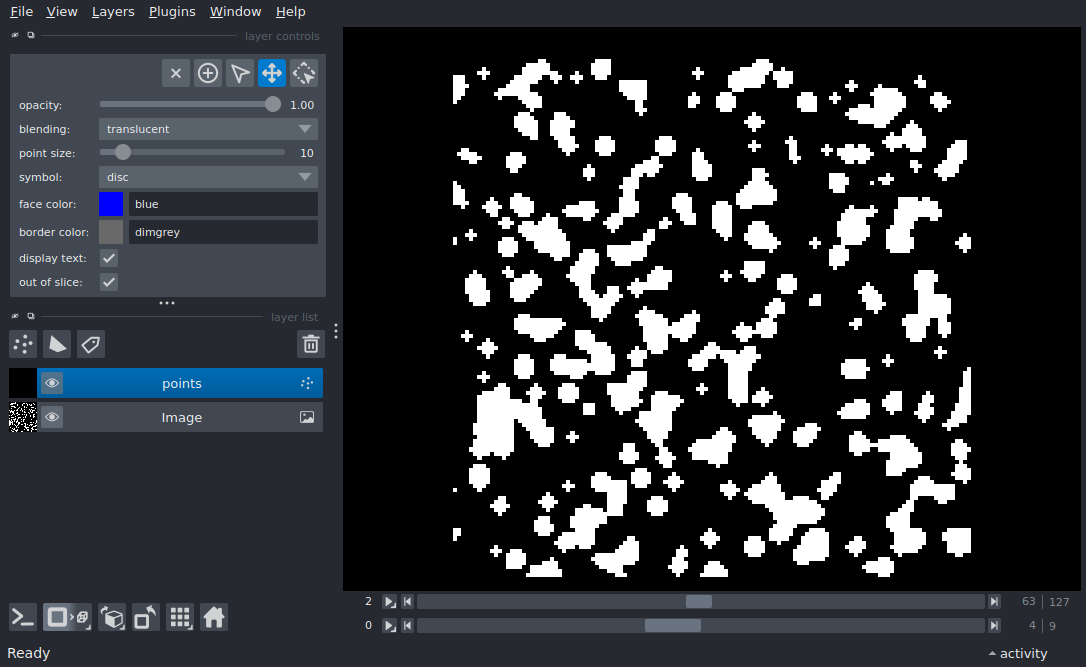 File View Layers Plugins Window Help
layer controls
opacity: 1.00
blending: translucent
point size: 10
symbol: disc
face color: blue
border color: dimgrey
display text:
out of slice:
layer list
points
Image
2 63 127
0 4 9
Ready activity